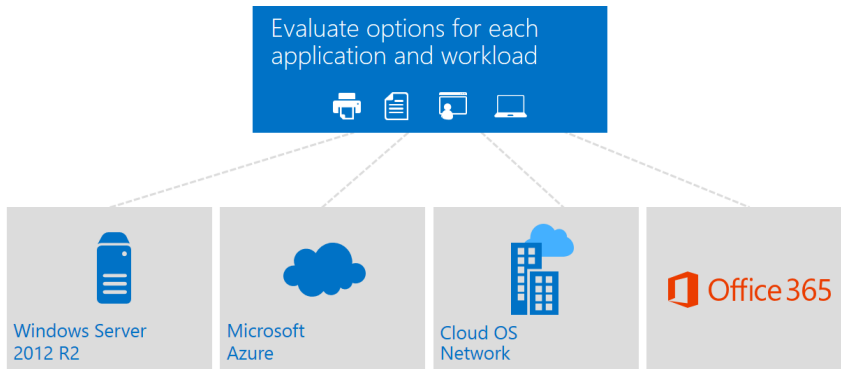 Evaluate options for each
application and workload
Windows Server
2012 R2
Microsoft
Azure
Cloud OS
Network
Office 365